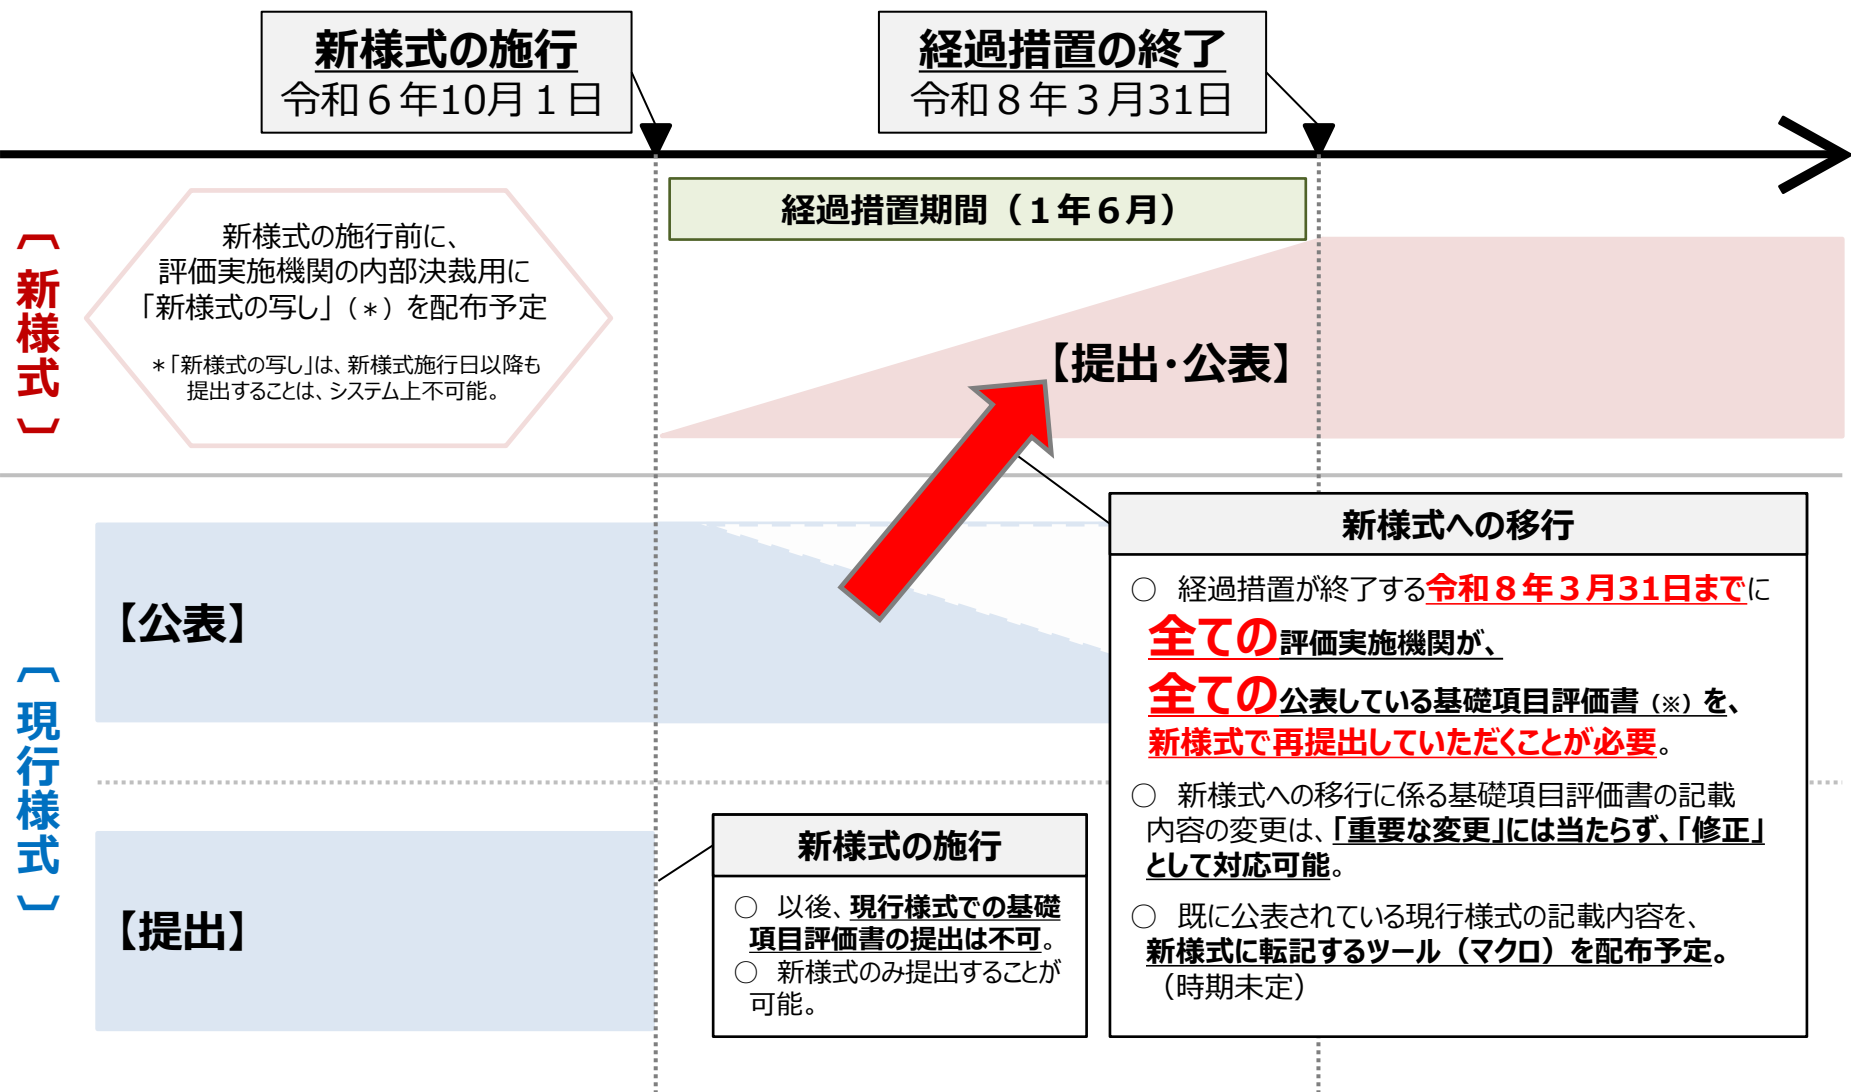 新様式の施行
令和６年10月１日
経過措置の終了
令和８年３月31日
経過措置期間（１年６月）
〔新様式〕
新様式の施行前に、
評価実施機関の内部決裁用に
「新様式の写し」（＊）を配布予定
＊「新様式の写し」は、新様式施行日以降も
提出することは、システム上不可能。
【提出・公表】
〔現行様式〕
【公表】
【提出】
新様式の施行
○　以後、現行様式での基礎
項目評価書の提出は不可。
○　新様式のみ提出することが
可能。
新様式への移行
○　経過措置が終了する令和８年３月31日までに
全ての評価実施機関が、
全ての公表している基礎項目評価書（※）を、
新様式で再提出していただくことが必要。
○　新様式への移行に係る基礎項目評価書の記載
内容の変更は、「重要な変更」には当たらず、「修正」
として対応可能。
○　既に公表されている現行様式の記載内容を、
新様式に転記するツール（マクロ）を配布予定。
（時期未定）